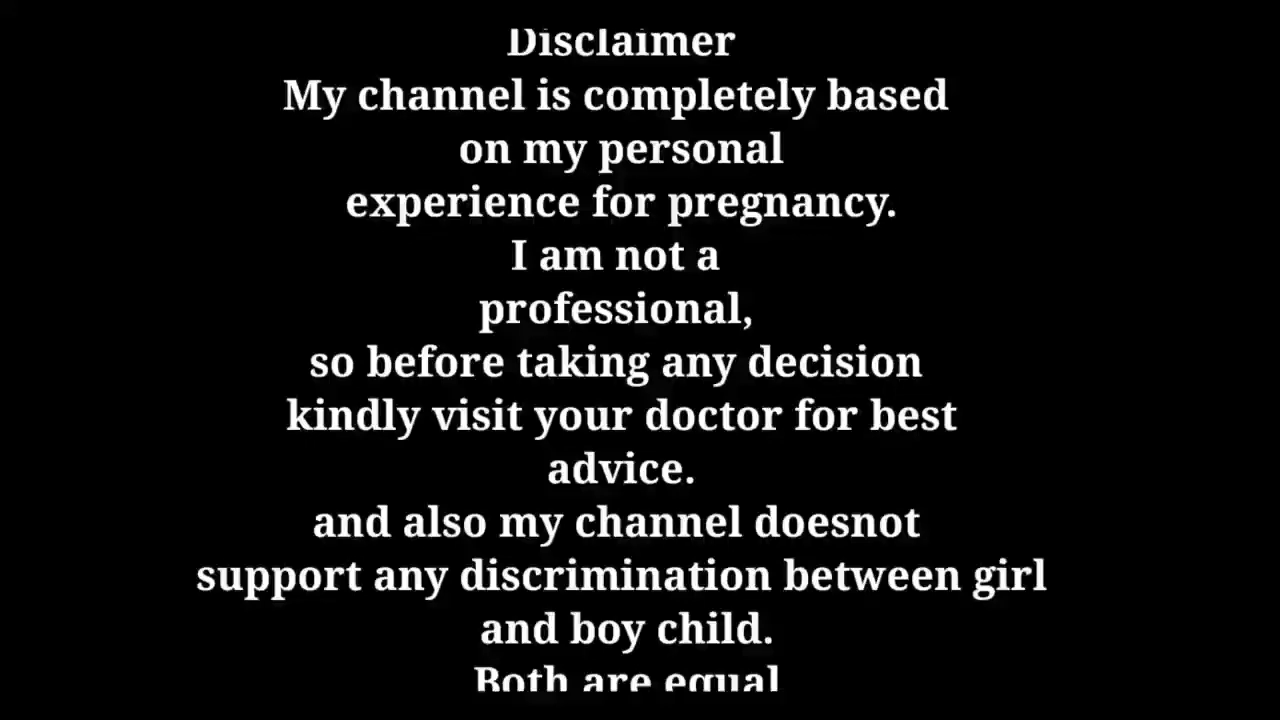 Disclaimer
My channel is completely based
on my personal
experience for pregnancy.
I am not a
professional,
so before taking any decision
kindly visit your doctor for best
advice.
and also my channel doesnot
support any discrimination between girl
and boy child.
Both are equal